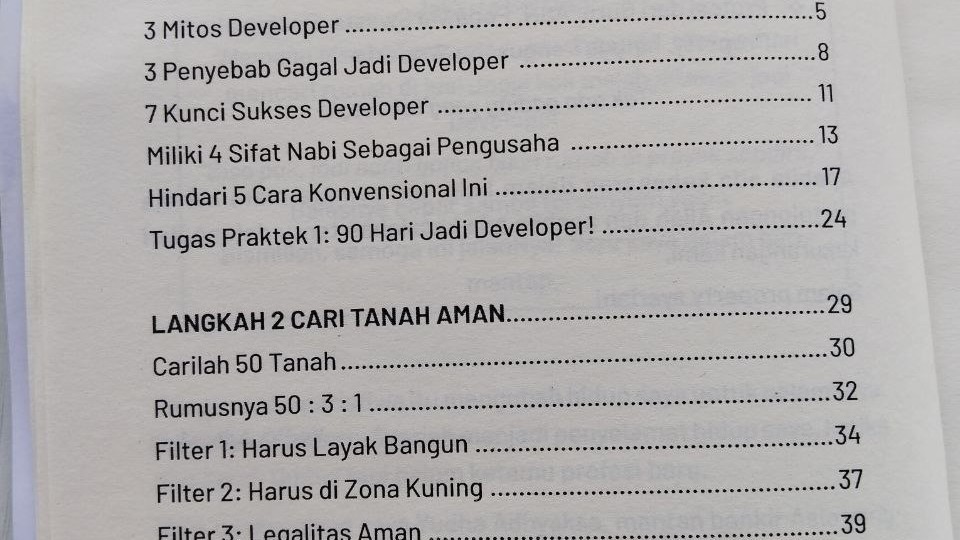 3 Mitos Developer ........................................................................5
3 Penyebab Gagal Jadi Developer ..............................................8
7 Kunci Sukses Developer .......................................................... 11
Miliki 4 Sifat Nabi Sebagai Pengusaha ...................................... 13
Hindari 5 Cara Konvensional Ini ................................................. 17
Tugas Praktek 1: 90 Hari Jadi Developer! ..................................24
LANGKAH 2 CARI TANAH AMAN..................................................29
Carilah 50 Tanah ...........................................................................30
Rumusnya 50 : 3 : 1 .......................................................................32
Filter 1: Harus Layak Bangun ......................................................34
Filter 2: Harus di Zona Kuning .....................................................37
Filter 3: Legalitas Aman ................................................................39